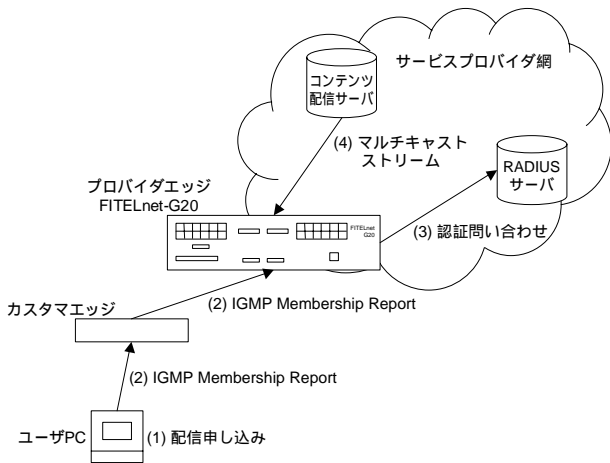 サービスプロバイダ網
コンテンツ
配信サーバ
(4) マルチキャスト
ストリーム
RADIUS
サーバ
プロバイダエッジ
FITELnet-G20
FITELnet
G20
(3) 認証問い合わせ
(2) IGMP Membership Report
カスタマエッジ
(2) IGMP Membership Report
ユーザPC
(1) 配信申し込み